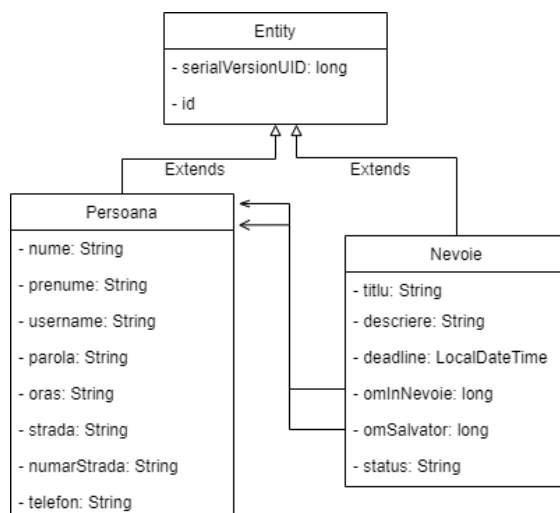 Entity
- serialVersionUID: long
- id
Extends
Extends
Persoana
- nume: String
- prenume: String
- username: String
- parola: String
- oras: String
- strada: String
- numarStrada: String
- telefon: String
Nevoie
- titlu: String
- descriere: String
- deadline: LocalDateTime
- omInNevoie: long
- omSalvator: long
- status: String